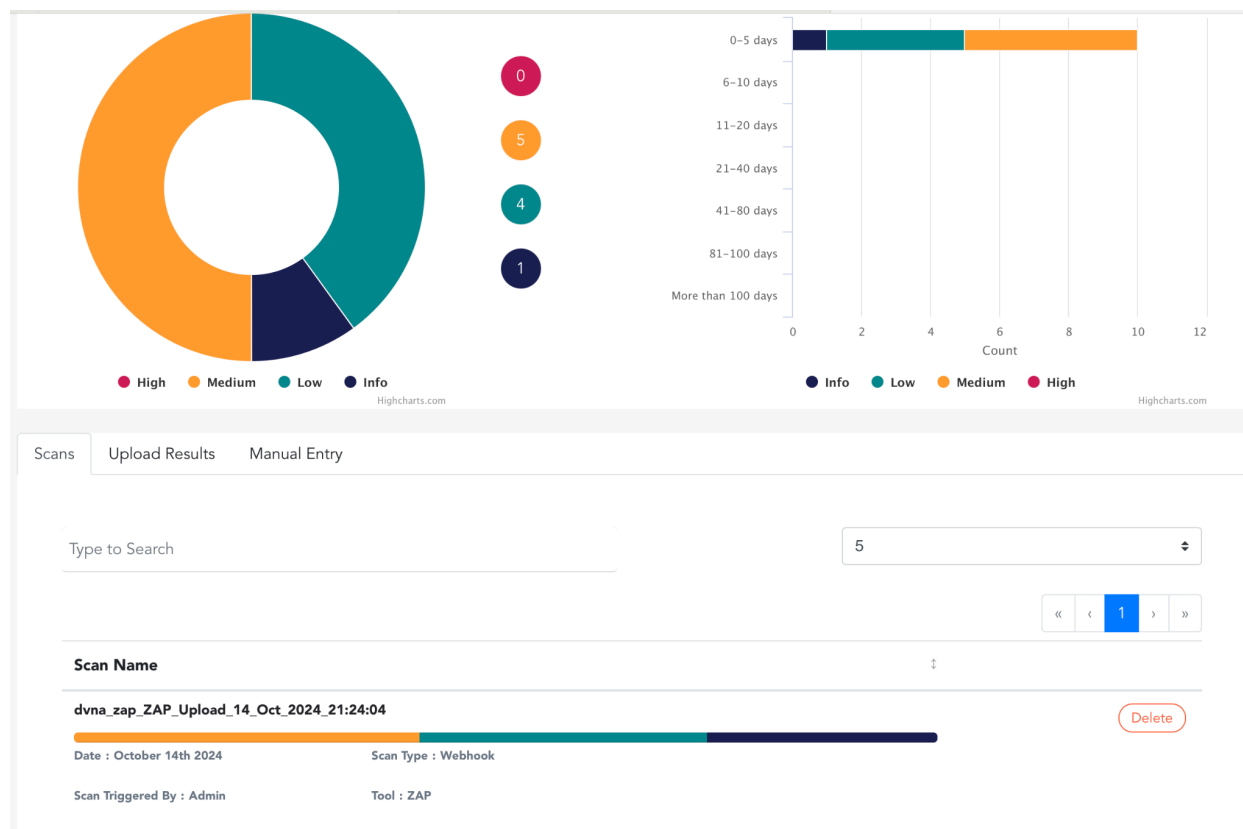 0
5
4
1
High Medium Low Info
Highcharts.com
0–5 days
6–10 days
11–20 days
21–40 days
41–80 days
81–100 days
More than 100 days
0 2 4 6 8 10 12
Count
Info Low Medium High
Highcharts.com
Scans Upload Results Manual Entry
Type to Search 5
« ‹ 1 › »
Scan Name
dvna_zap_ZAP_Upload_14_Oct_2024_21:24:04 Delete
Date : October 14th 2024 Scan Type : Webhook
Scan Triggered By : Admin Tool : ZAP